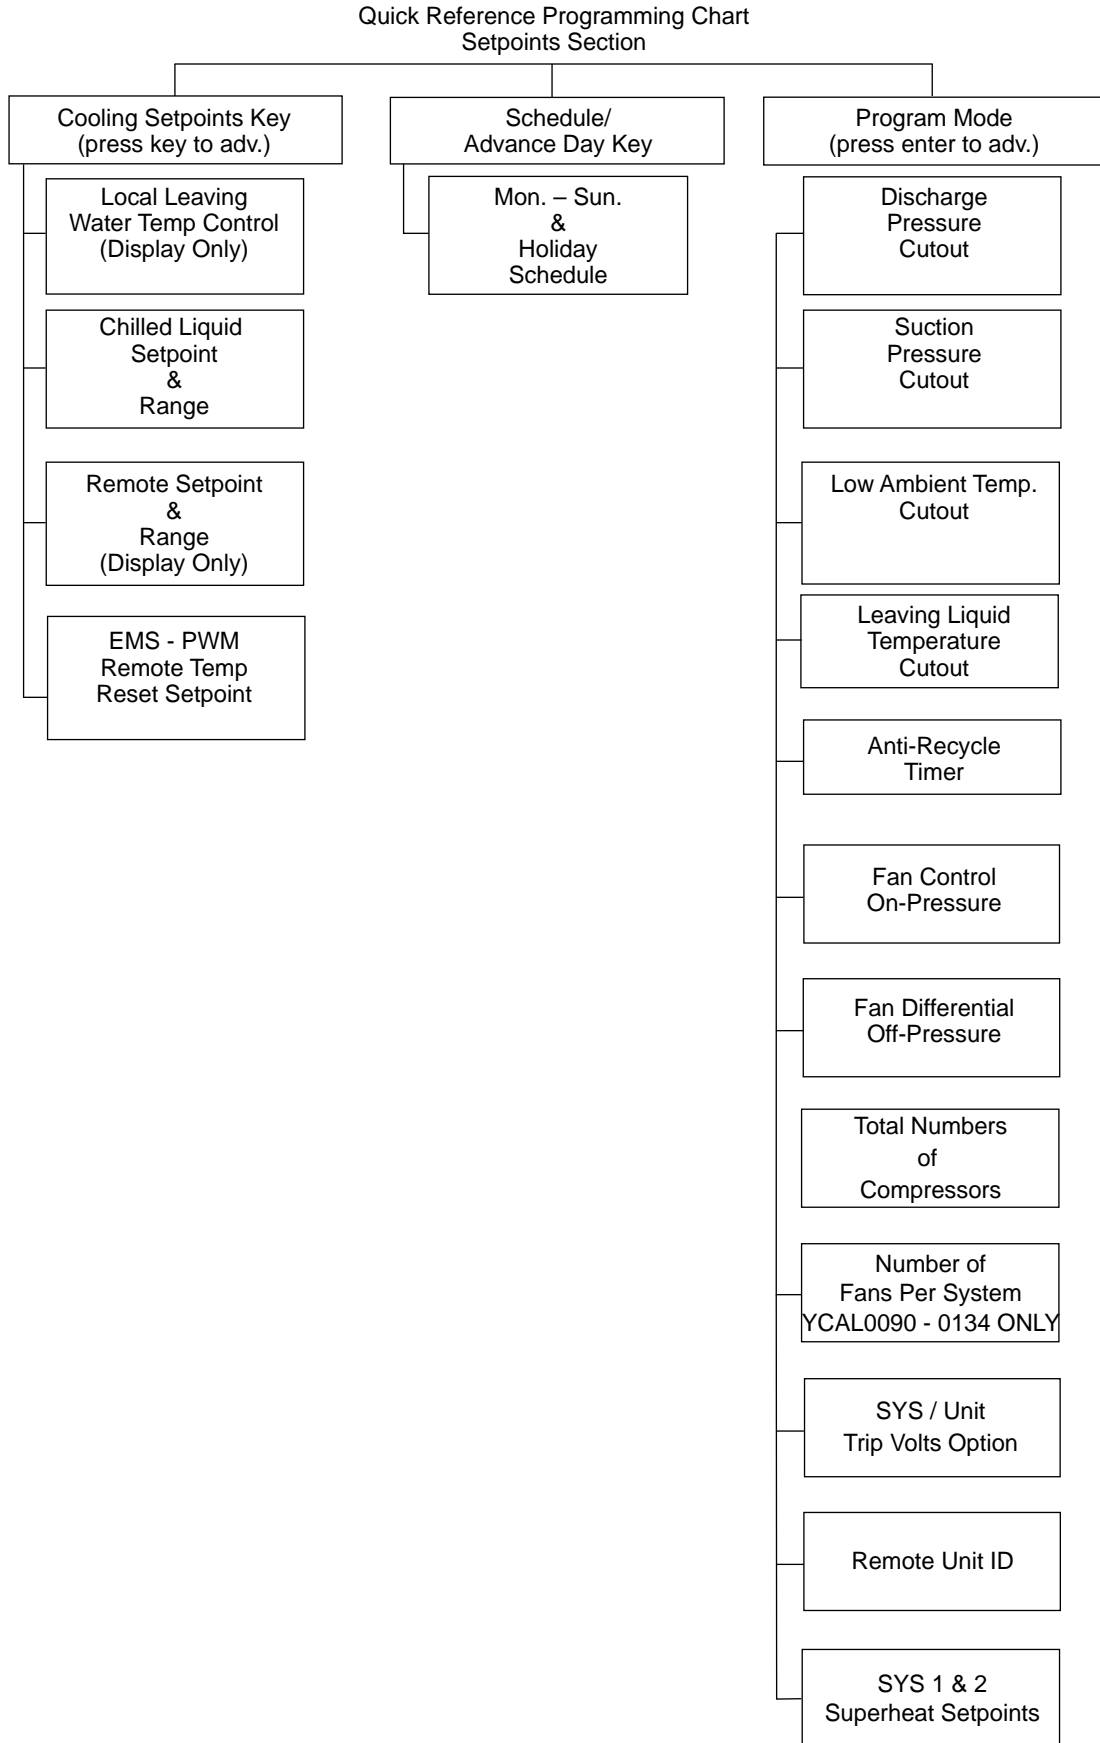 Quick Reference Programming Chart
Setpoints Section
Cooling Setpoints Key
(press key to adv.)
Local Leaving
Water Temp Control
(Display Only)
Chilled Liquid
Setpoint
&
Range
Remote Setpoint
&
Range
(Display Only)
EMS - PWM
Remote Temp
Reset Setpoint
Schedule/
Advance Day Key
Mon. – Sun.
&
Holiday
Schedule
Program Mode
(press enter to adv.)
Discharge
Pressure
Cutout
Suction
Pressure
Cutout
Low Ambient Temp.
Cutout
Leaving Liquid
Temperature
Cutout
Anti-Recycle
Timer
Fan Control
On-Pressure
Fan Differential
Off-Pressure
Total Numbers
of
Compressors
Number of
Fans Per System
YCAL0090 - 0134 ONLY
SYS / Unit
Trip Volts Option
Remote Unit ID
SYS 1 & 2
Superheat Setpoints